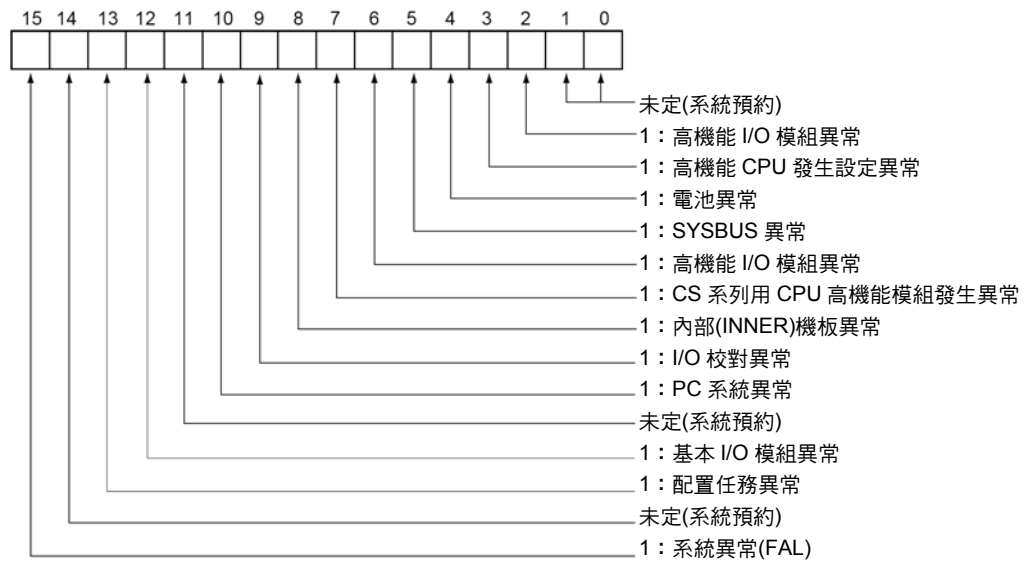 15 14 13 12 11 10 9 8 7 6 5 4 3 2 1 0
未定(系統預約)
1：高機能 I/O 模組異常
1：高機能 CPU 發生設定異常
1：電池異常
1：SYSBUS 異常
1：高機能 I/O 模組異常
1：CS 系列用 CPU 高機能模組發生異常
1：內部(INNER)機板異常
1：I/O 校對異常
1：PC 系統異常
未定(系統預約)
1：基本 I/O 模組異常
1：配置任務異常
未定(系統預約)
1：系統異常(FAL)